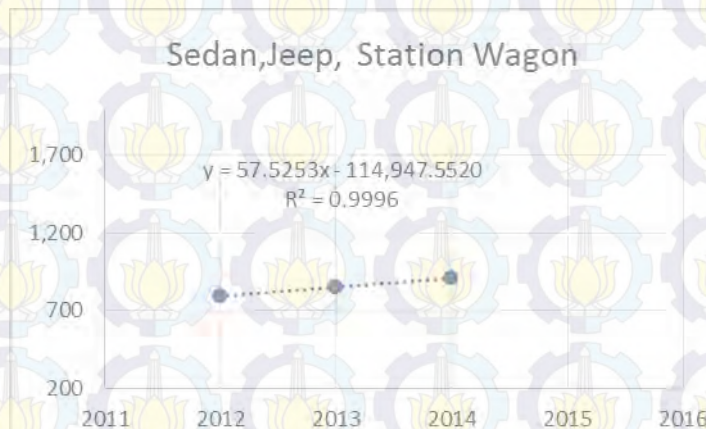 Sedan,Jeep, Station Wagon
1,700
y = 57.5253x - 114,947.5520
R² = 0.9996
1,200
700
200
2011 2012 2013 2014 2015 2016